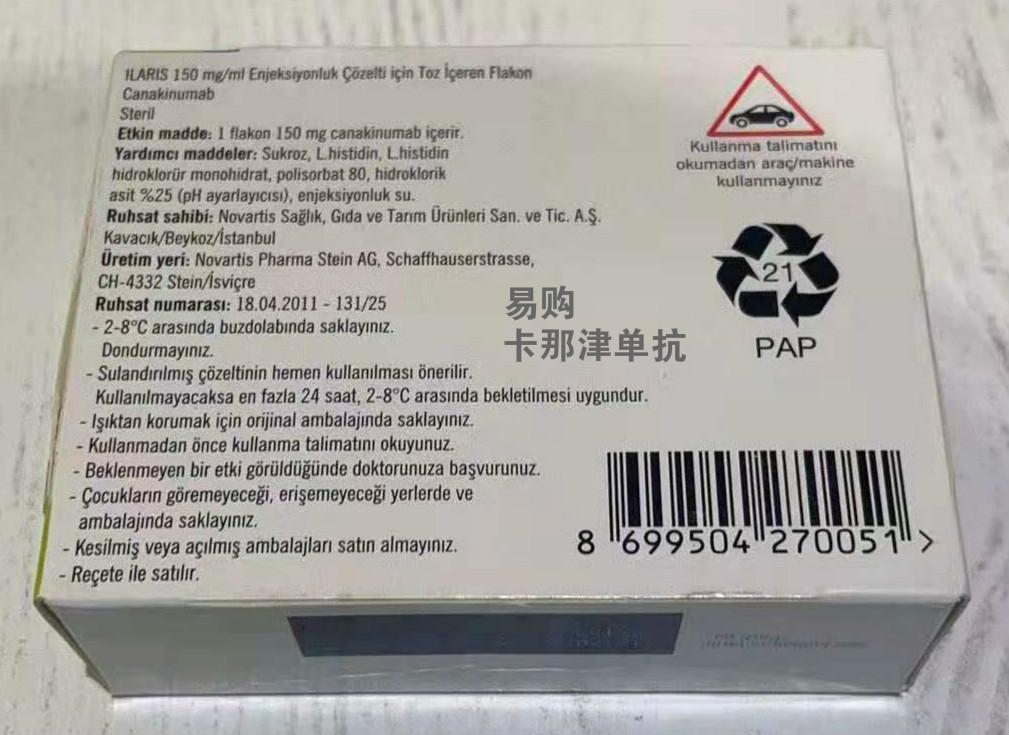 ILARIS 150 mg/ml Enjeksiyonluk Çözelti için Toz İçeren Flakon
Canakinumab
Steril
Etkin madde: 1 flakon 150 mg canakinumab içerir.
Yardımcı maddeler: Sukroz, L.histidin, L.histidin
hidroklorür monohidrat, polisorbat 80, hidroklorik
asit %25 (pH ayarlayıcısı), enjeksiyonluk su.
Ruhsat sahibi: Novartis Sağlık, Gıda ve Tarım Ürünleri San. ve Tic. A.Ş.
Kavacık/Beykoz/İstanbul
Üretim yeri: Novartis Pharma Stein AG, Schaffhauserstrasse,
CH-4332 Stein/İsviçre
Ruhsat numarası: 18.04.2011 - 131/25
- 2-8°C arasında buzdolabında saklayınız.
Dondurmayınız.
- Sulandırılmış çözeltinin hemen kullanılması önerilir.
Kullanılmayacaksa en fazla 24 saat, 2-8°C arasında bekletilmesi uygundur.
- Işıktan korumak için orijinal ambalajında saklayınız.
- Kullanmadan önce kullanma talimatını okuyunuz.
- Beklenmeyen bir etki görüldüğünde doktorunuza başvurunuz.
- Çocukların göremeyeceği, erişemeyeceği yerlerde ve
ambalajında saklayınız.
- Kesilmiş veya açılmış ambalajları satın almayınız.
- Reçete ile satılır.
Kullanma talimatını
okumadan araç/makine
kullanmayınız
21
PAP
易购
卡那津单抗
8 699504 270051 >